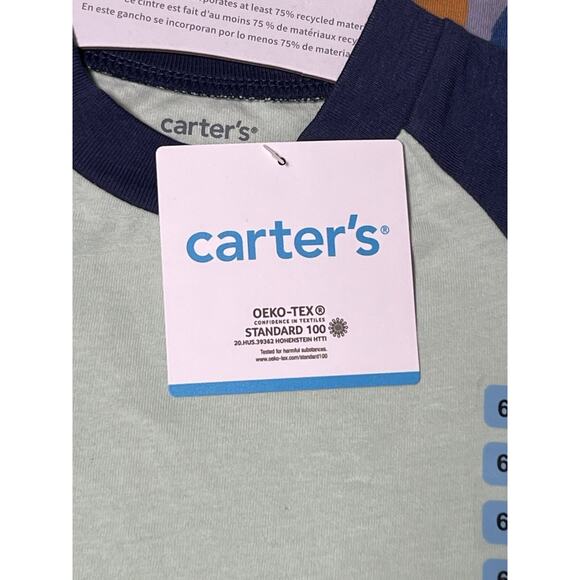 at least 75% recycled mater
ce cintre est fait d'au moins 75 % de matériaux recy
En este gancho se incorporan por lo menos 75% de materia
carter's®
carter's®
OEKO-TEX®
CONFIDENCE IN TEXTILES
STANDARD 100
20.HUS.39362 HOHENSTEIN HTTI
Tested for harmful substances.
www.oeko-tex.com/standard100
6
6
6
6